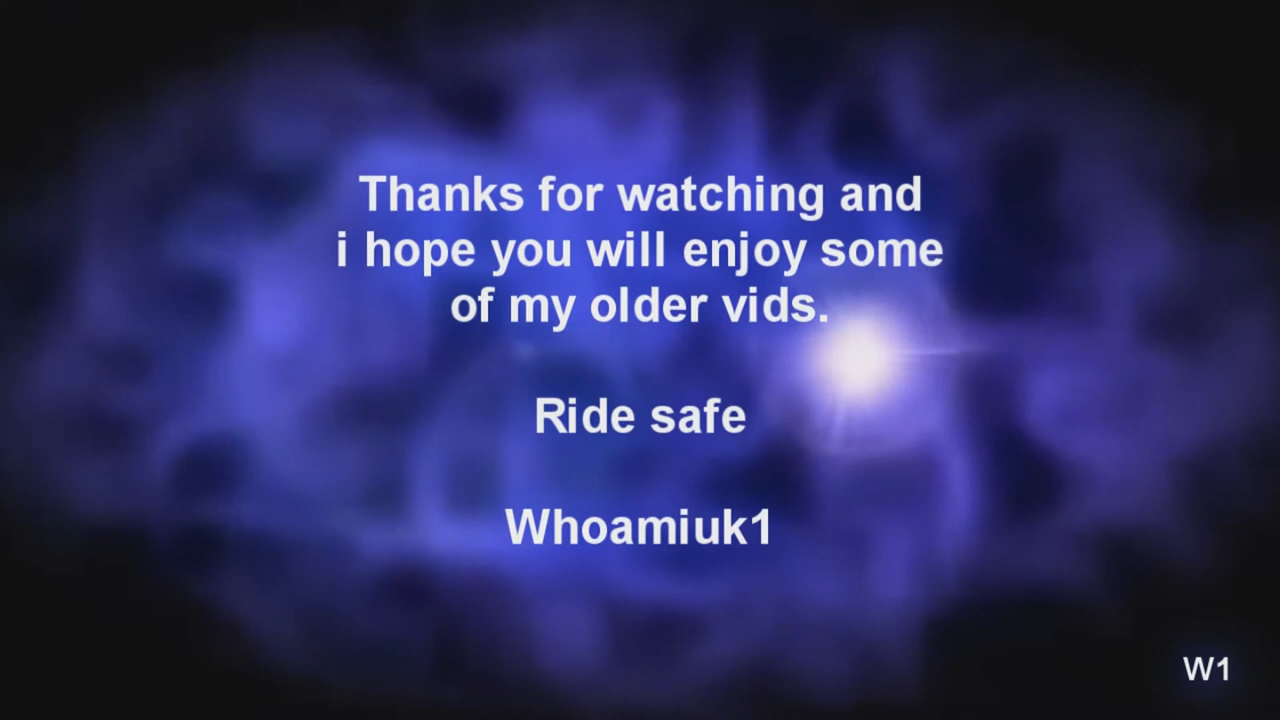 Thanks for watching and
i hope you will enjoy some
of my older vids.
Ride safe
Whoamiuk1
W1